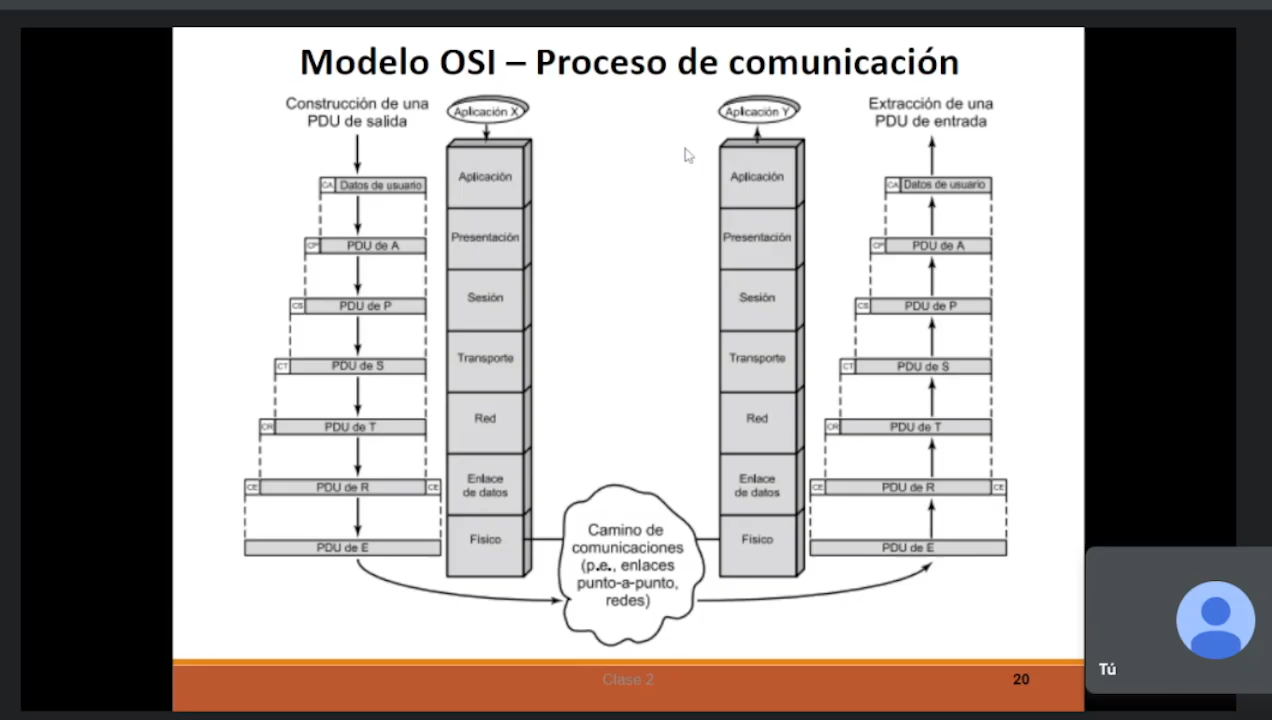 Modelo OSI – Proceso de comunicación
Construcción de una
PDU de salida
Aplicación X
Aplicación Y
Extracción de una
PDU de entrada
CA Datos de usuario
Aplicación
Aplicación
CA Datos de usuario
CP PDU de A
Presentación
Presentación
CP PDU de A
CS PDU de P
Sesión
Sesión
CS PDU de P
CT PDU de S
Transporte
Transporte
CT PDU de S
CR PDU de T
Red
Red
CR PDU de T
CE PDU de R CE
Enlace
de datos
Enlace
de datos
CE PDU de R CE
PDU de E
Físico
Camino de
comunicaciones
(p.e., enlaces
punto-a-punto,
redes)
Físico
PDU de E
Clase 2
20
Tú